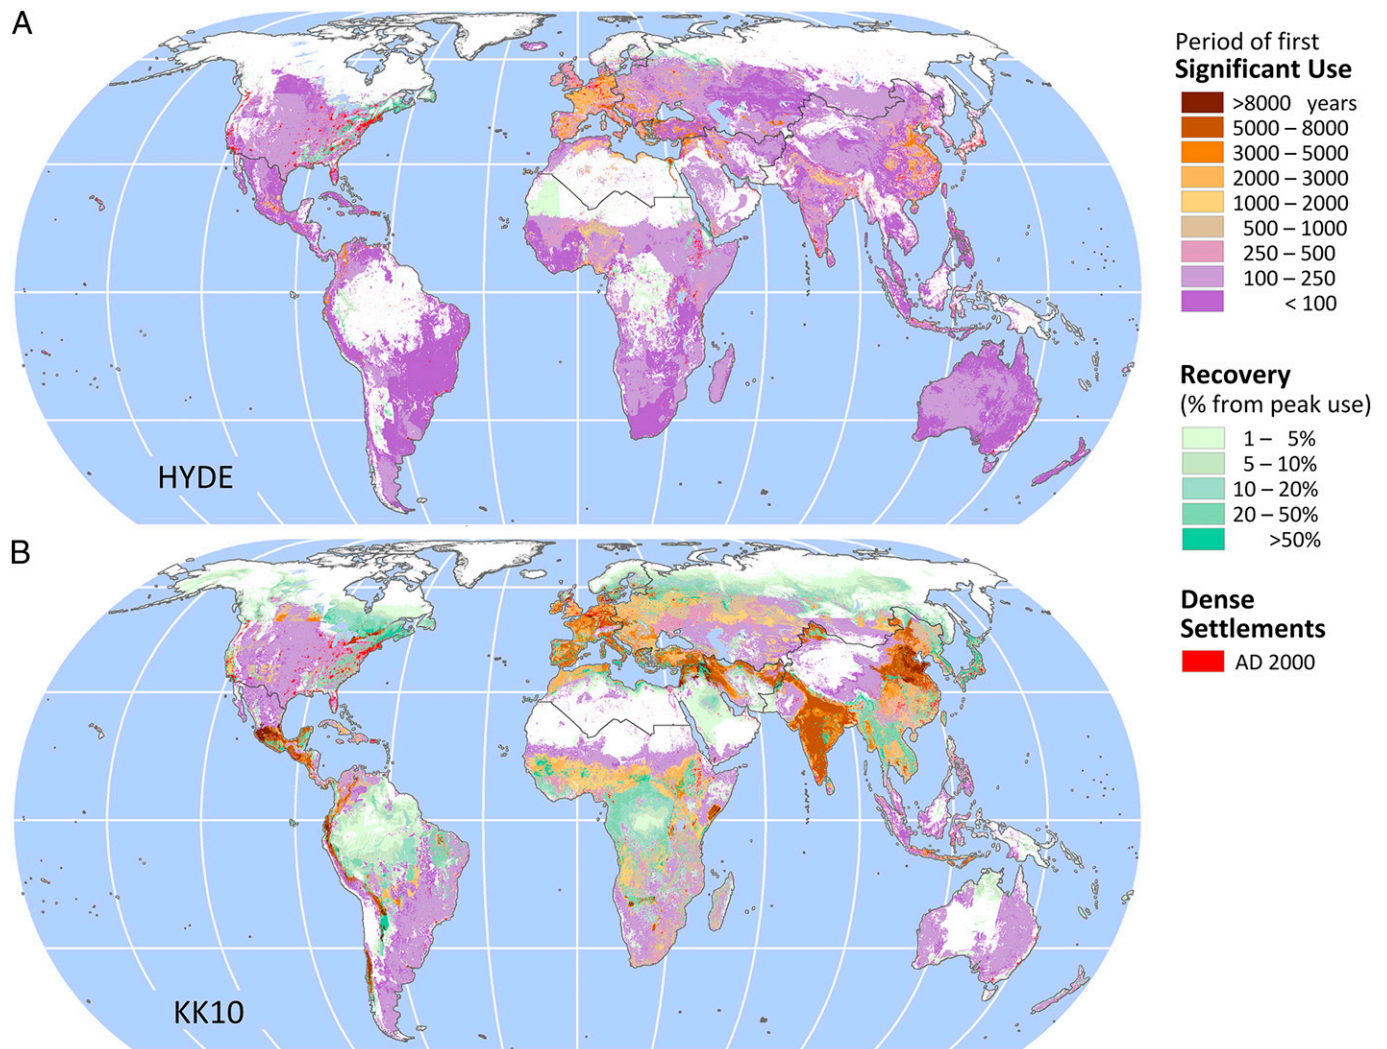 A
HYDE
Period of first
Significant Use
>8000 years
5000 – 8000
3000 – 5000
2000 – 3000
1000 – 2000
500 – 1000
250 – 500
100 – 250
< 100
Recovery
(% from peak use)
1 – 5%
5 – 10%
10 – 20%
20 – 50%
>50%
Dense
Settlements
AD 2000
B
KK10